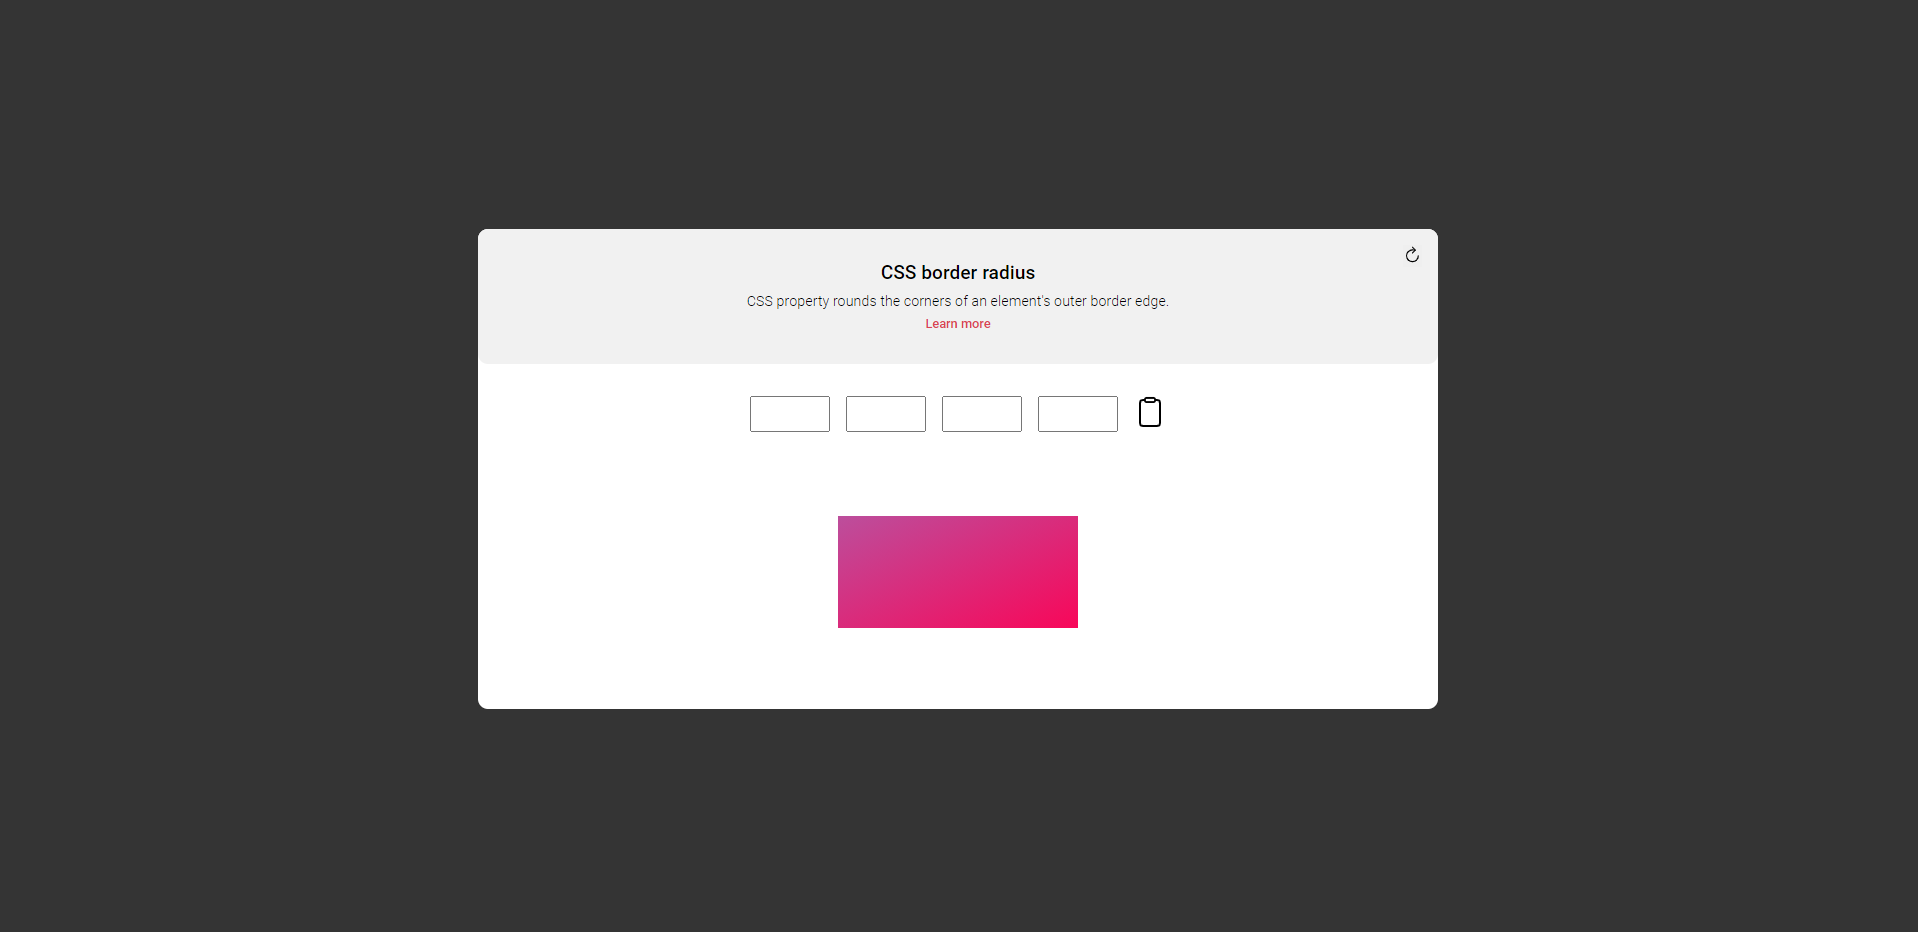 CSS border radius
CSS property rounds the corners of an element's outer border edge.
Learn more